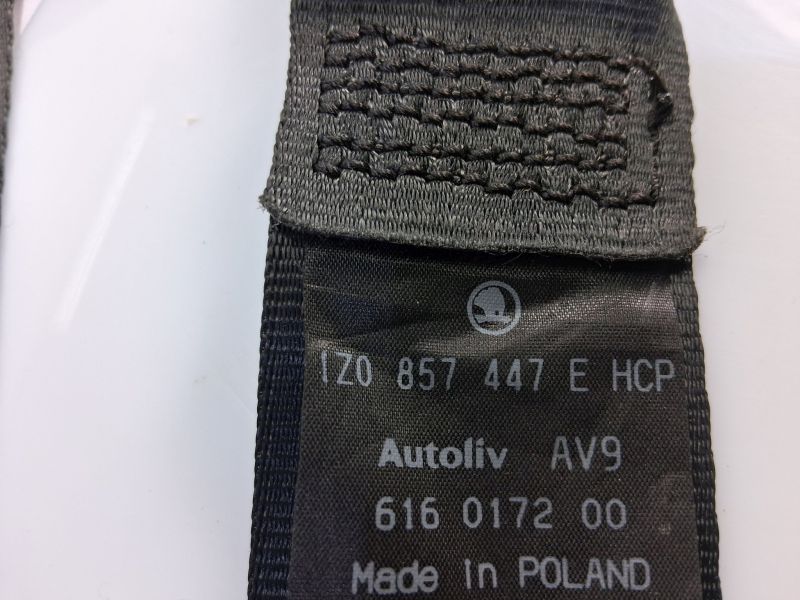 1Z0 857 447 E HCP
Autoliv AV9
616 0172 00
Made in POLAND